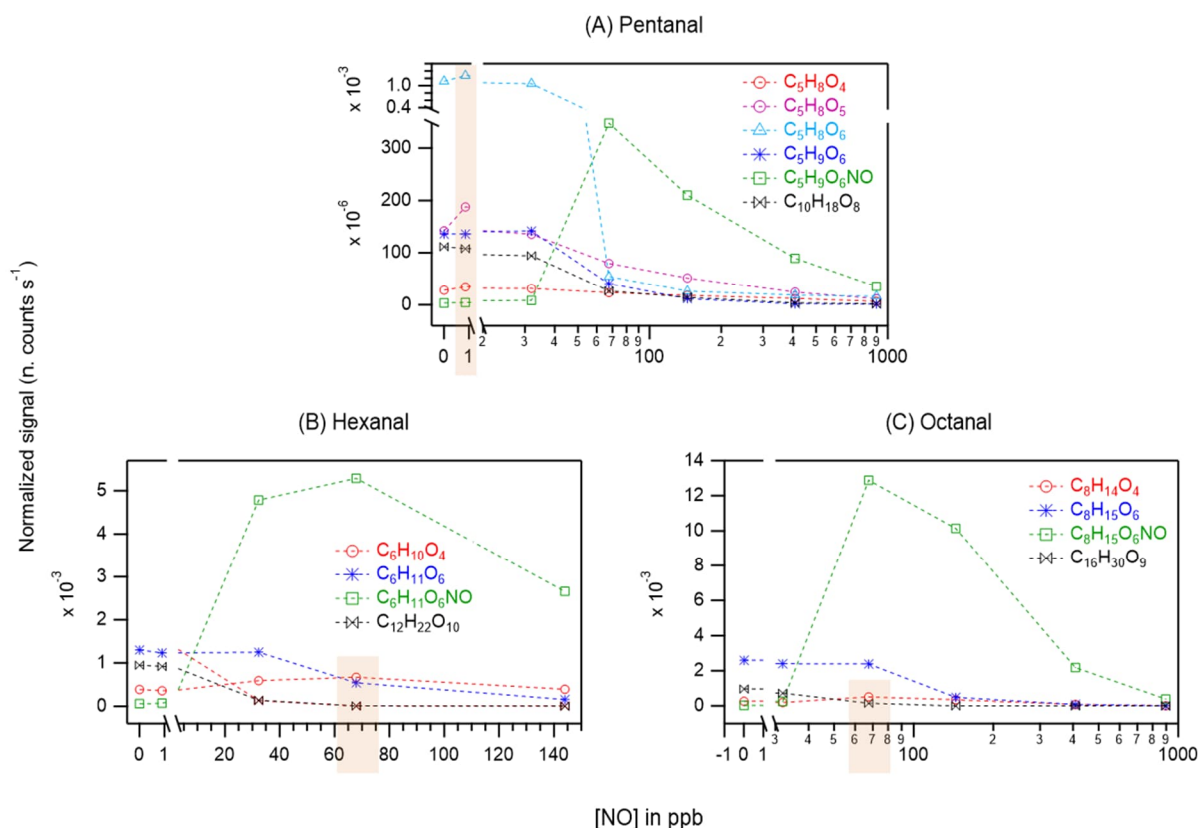 (A) Pentanal
x 10⁻³
1.0
0.4
x 10⁻⁶
300
200
100
0
C₅H₈O₄
C₅H₈O₅
C₅H₈O₆
C₅H₉O₆
C₅H₉O₆NO
C₁₀H₁₈O₈
0 1 2 3 4 5 6 7 8 9 100 2 3 4 5 6 7 8 9 1000
Normalized signal (n. counts s⁻¹)
(B) Hexanal
x 10⁻³
5
4
3
2
1
0
C₆H₁₀O₄
C₆H₁₁O₆
C₆H₁₁O₆NO
C₁₂H₂₂O₁₀
0 1 20 40 60 80 100 120 140
(C) Octanal
x 10⁻³
14
12
10
8
6
4
2
0
C₈H₁₄O₄
C₈H₁₅O₆
C₈H₁₅O₆NO
C₁₆H₃₀O₉
-1 0 1 3 4 5 6 7 8 9 100 2 3 4 5 6 7 8 9 1000
[NO] in ppb